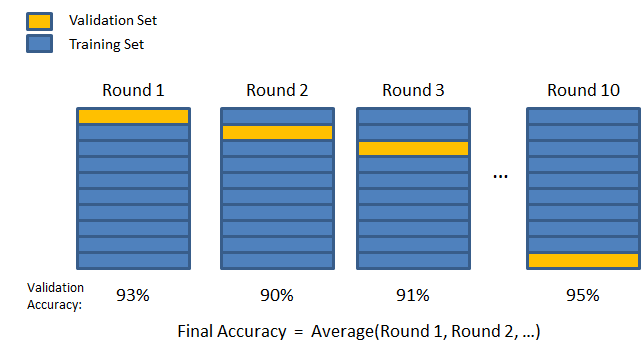 Validation Set
Training Set
Round 1 Round 2 Round 3 Round 10
...
Validation
Accuracy: 93% 90% 91% 95%
Final Accuracy = Average(Round 1, Round 2, ...)